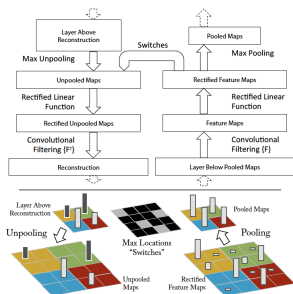 Layer Above
Reconstruction
Pooled Maps
Switches
Max Unpooling
Max Pooling
Unpooled Maps
Rectified Feature Maps
Rectified Linear
Function
Rectified Linear
Function
Rectified Unpooled Maps
Feature Maps
Convolutional
Filtering {Fᵀ}
Convolutional
Filtering {F}
Reconstruction
Layer Below Pooled Maps
Layer Above
Reconstruction
Pooled Maps
Unpooling
Max Locations
"Switches"
Pooling
Unpooled
Maps
Rectified
Feature Maps